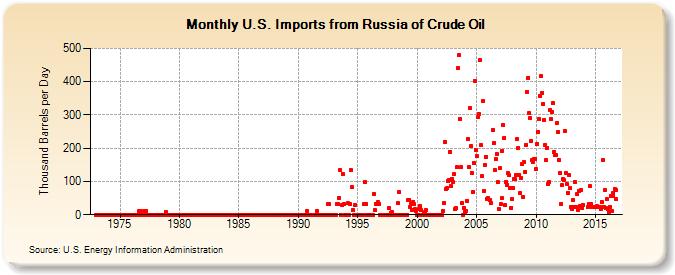 Monthly U.S. Imports from Russia of Crude Oil
Thousand Barrels per Day
500
400
300
200
100
0
1975 1980 1985 1990 1995 2000 2005 2010 2015
Source: U.S. Energy Information Administration